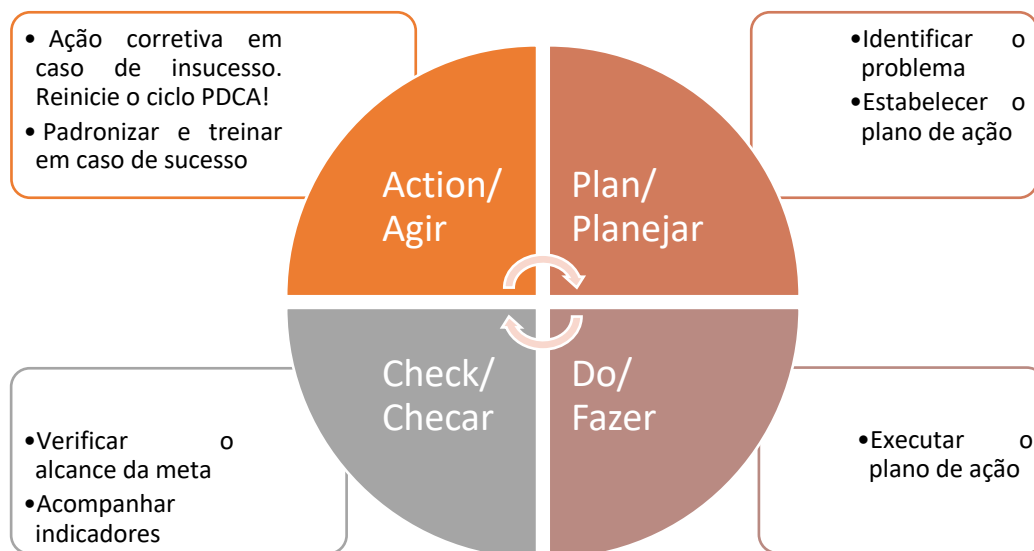 • Ação corretiva em
caso de insucesso.
Reinicie o ciclo PDCA!
• Padronizar e treinar
em caso de sucesso
•Identificar o
problema
•Estabelecer o
plano de ação
Action/
Agir
Plan/
Planejar
Check/
Checar
Do/
Fazer
•Verificar o
alcance da meta
•Acompanhar
indicadores
•Executar o
plano de ação